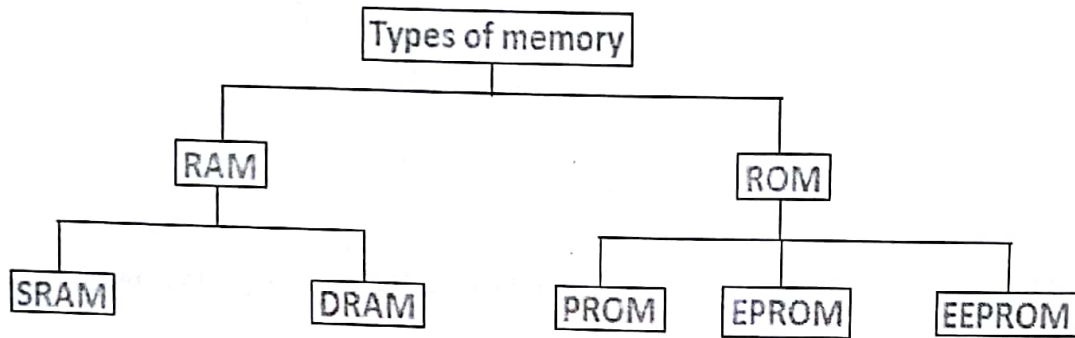 Types of memory
RAM
ROM
SRAM
DRAM
PROM
EPROM
EEPROM